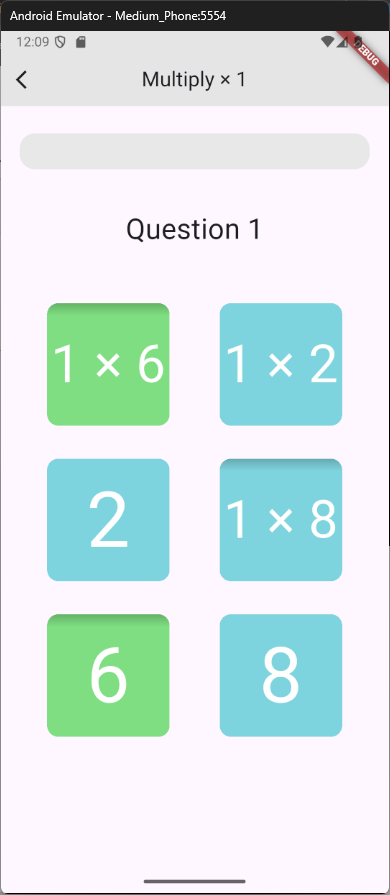 Android Emulator - Medium_Phone:5554
12:09
DEBUG
Multiply × 1
Question 1
1 × 6
1 × 2
2
1 × 8
6
8